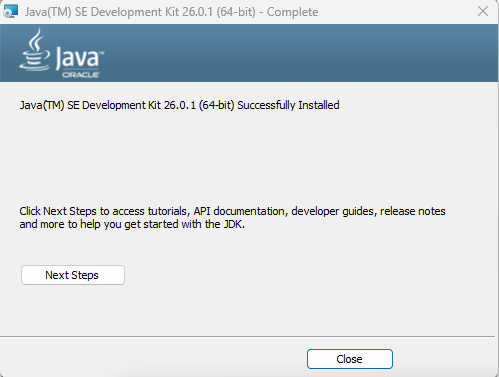 Java(TM) SE Development Kit 26.0.1 (64-bit) - Complete
Java™
ORACLE
Java(TM) SE Development Kit 26.0.1 (64-bit) Successfully Installed
Click Next Steps to access tutorials, API documentation, developer guides, release notes
and more to help you get started with the JDK.
Next Steps
Close